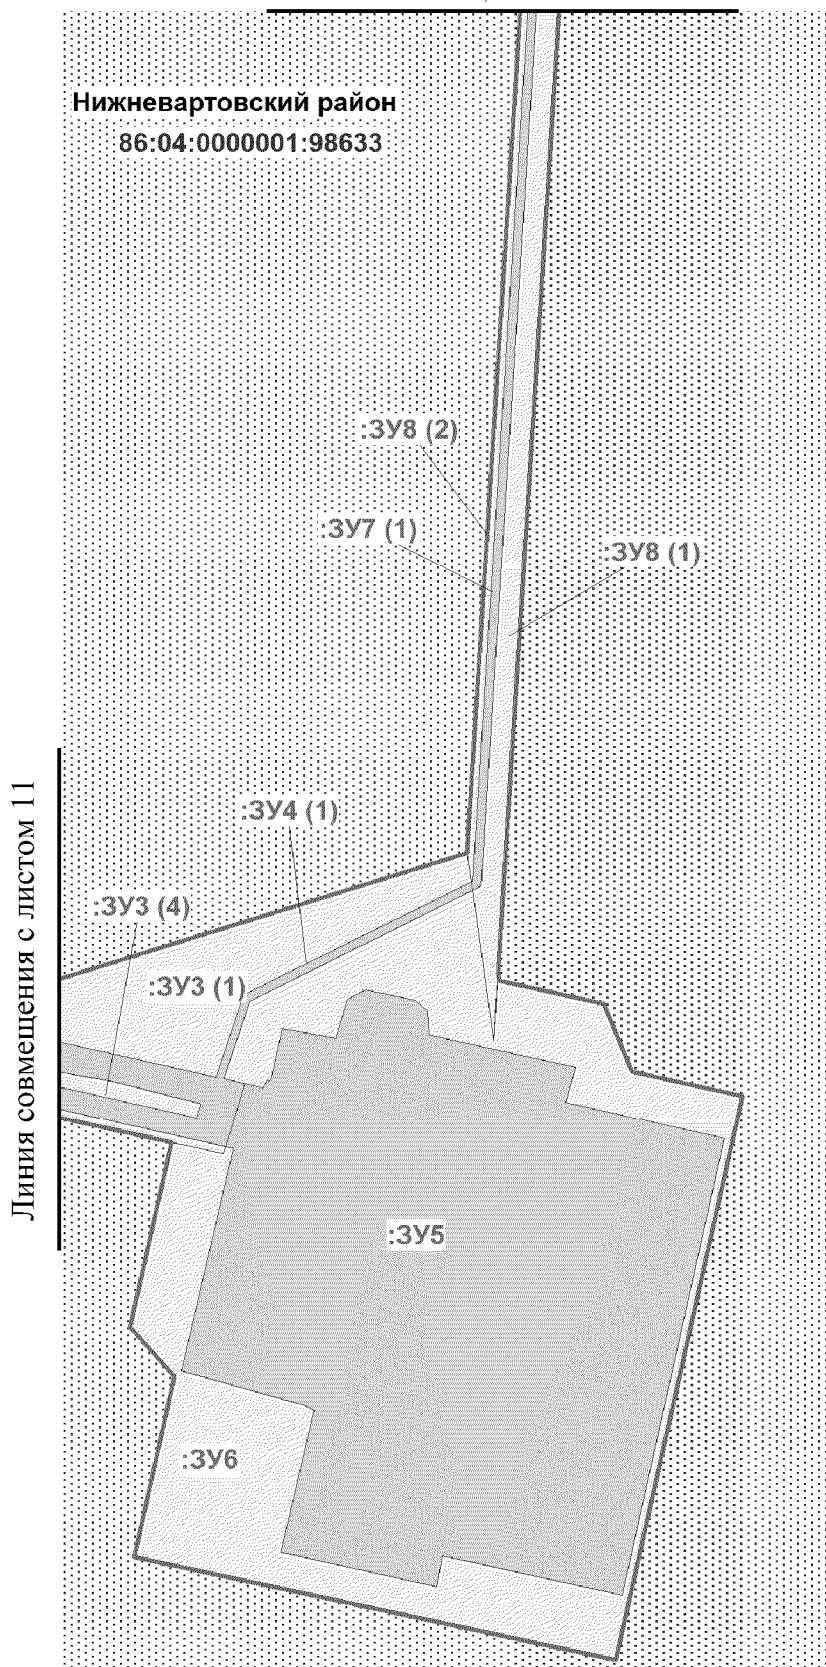 Нижневартовский район
86:04:0000001:98633
:ЗУ8 (2)
:ЗУ7 (1)
:ЗУ8 (1)
:ЗУ4 (1)
:ЗУ3 (4)
:ЗУ3 (1)
Линия совмещения с листом 11
:ЗУ5
:ЗУ6